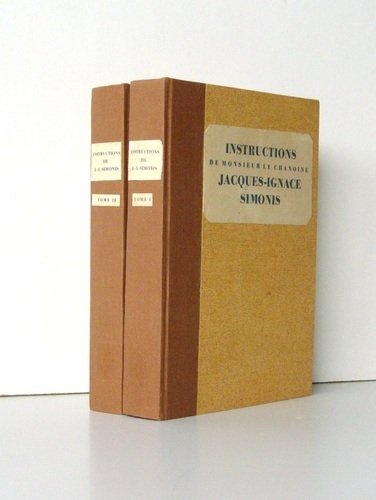 INSTRUCTIONS
DE
J.-I. SIMONIS
TOME II
INSTRUCTIONS
DE
J.-I. SIMONIS
TOME I
INSTRUCTIONS
DE MONSIEUR LE CHANOINE
JACQUES-IGNACE
SIMONIS